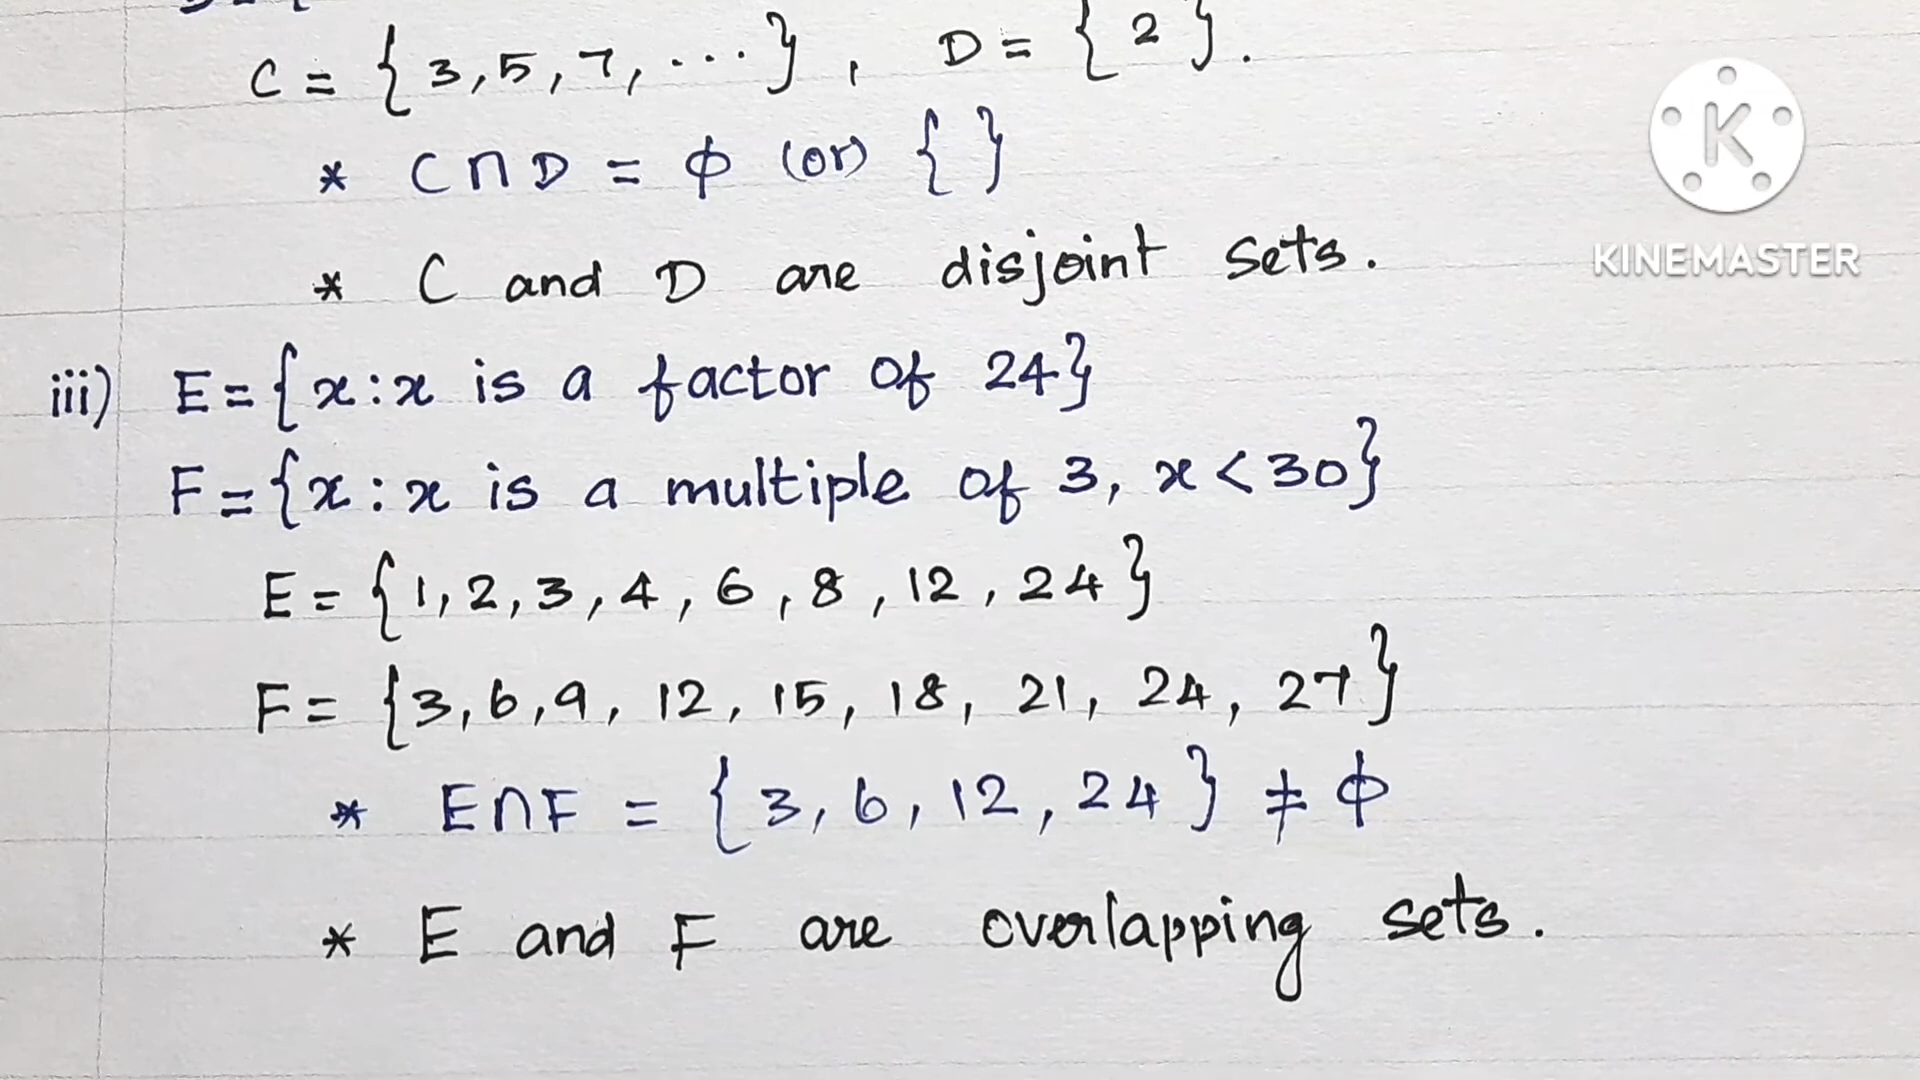 C = {3, 5, 7, ...}, D = {2}.
* C ∩ D = ϕ (or) { }
* C and D are disjoint sets.
iii) E = {x : x is a factor of 24}
F = {x : x is a multiple of 3, x < 30}
E = {1, 2, 3, 4, 6, 8, 12, 24}
F = {3, 6, 9, 12, 15, 18, 21, 24, 27}
* E ∩ F = {3, 6, 12, 24} ≠ ϕ
* E and F are overlapping sets.
K
KINEMASTER